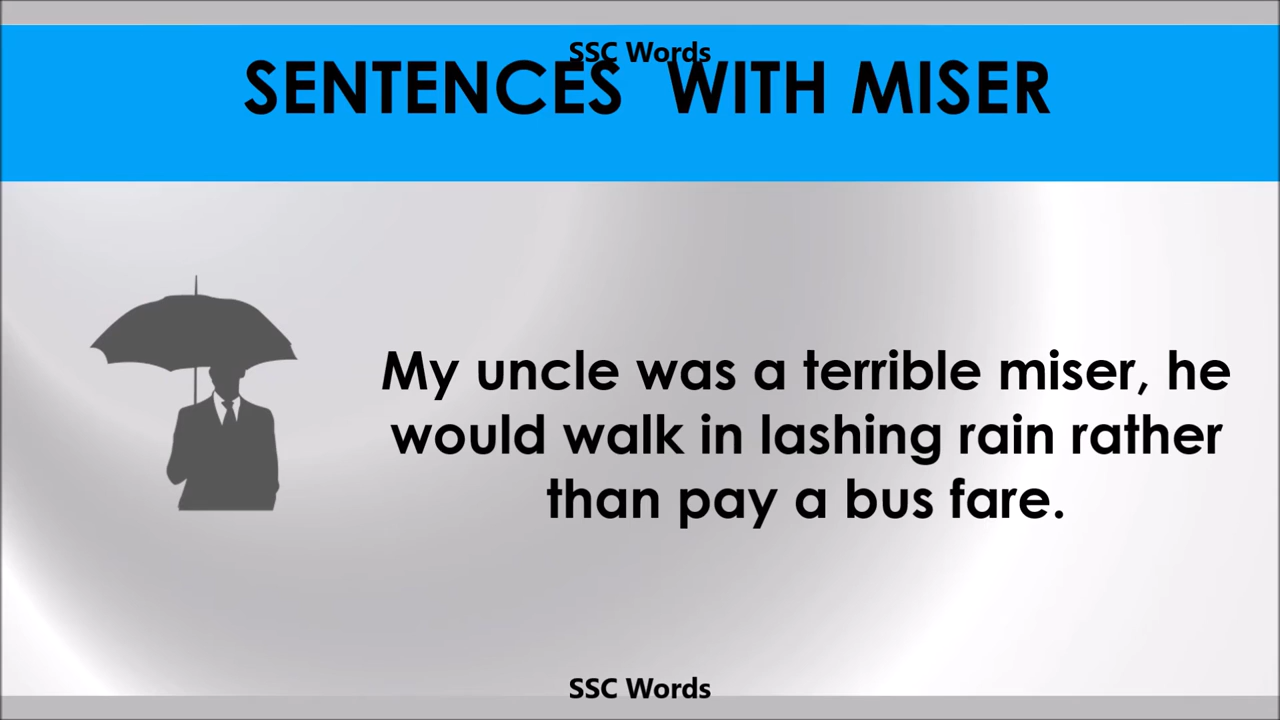 SSC Words
SENTENCES WITH MISER
My uncle was a terrible miser, he
would walk in lashing rain rather
than pay a bus fare.
SSC Words